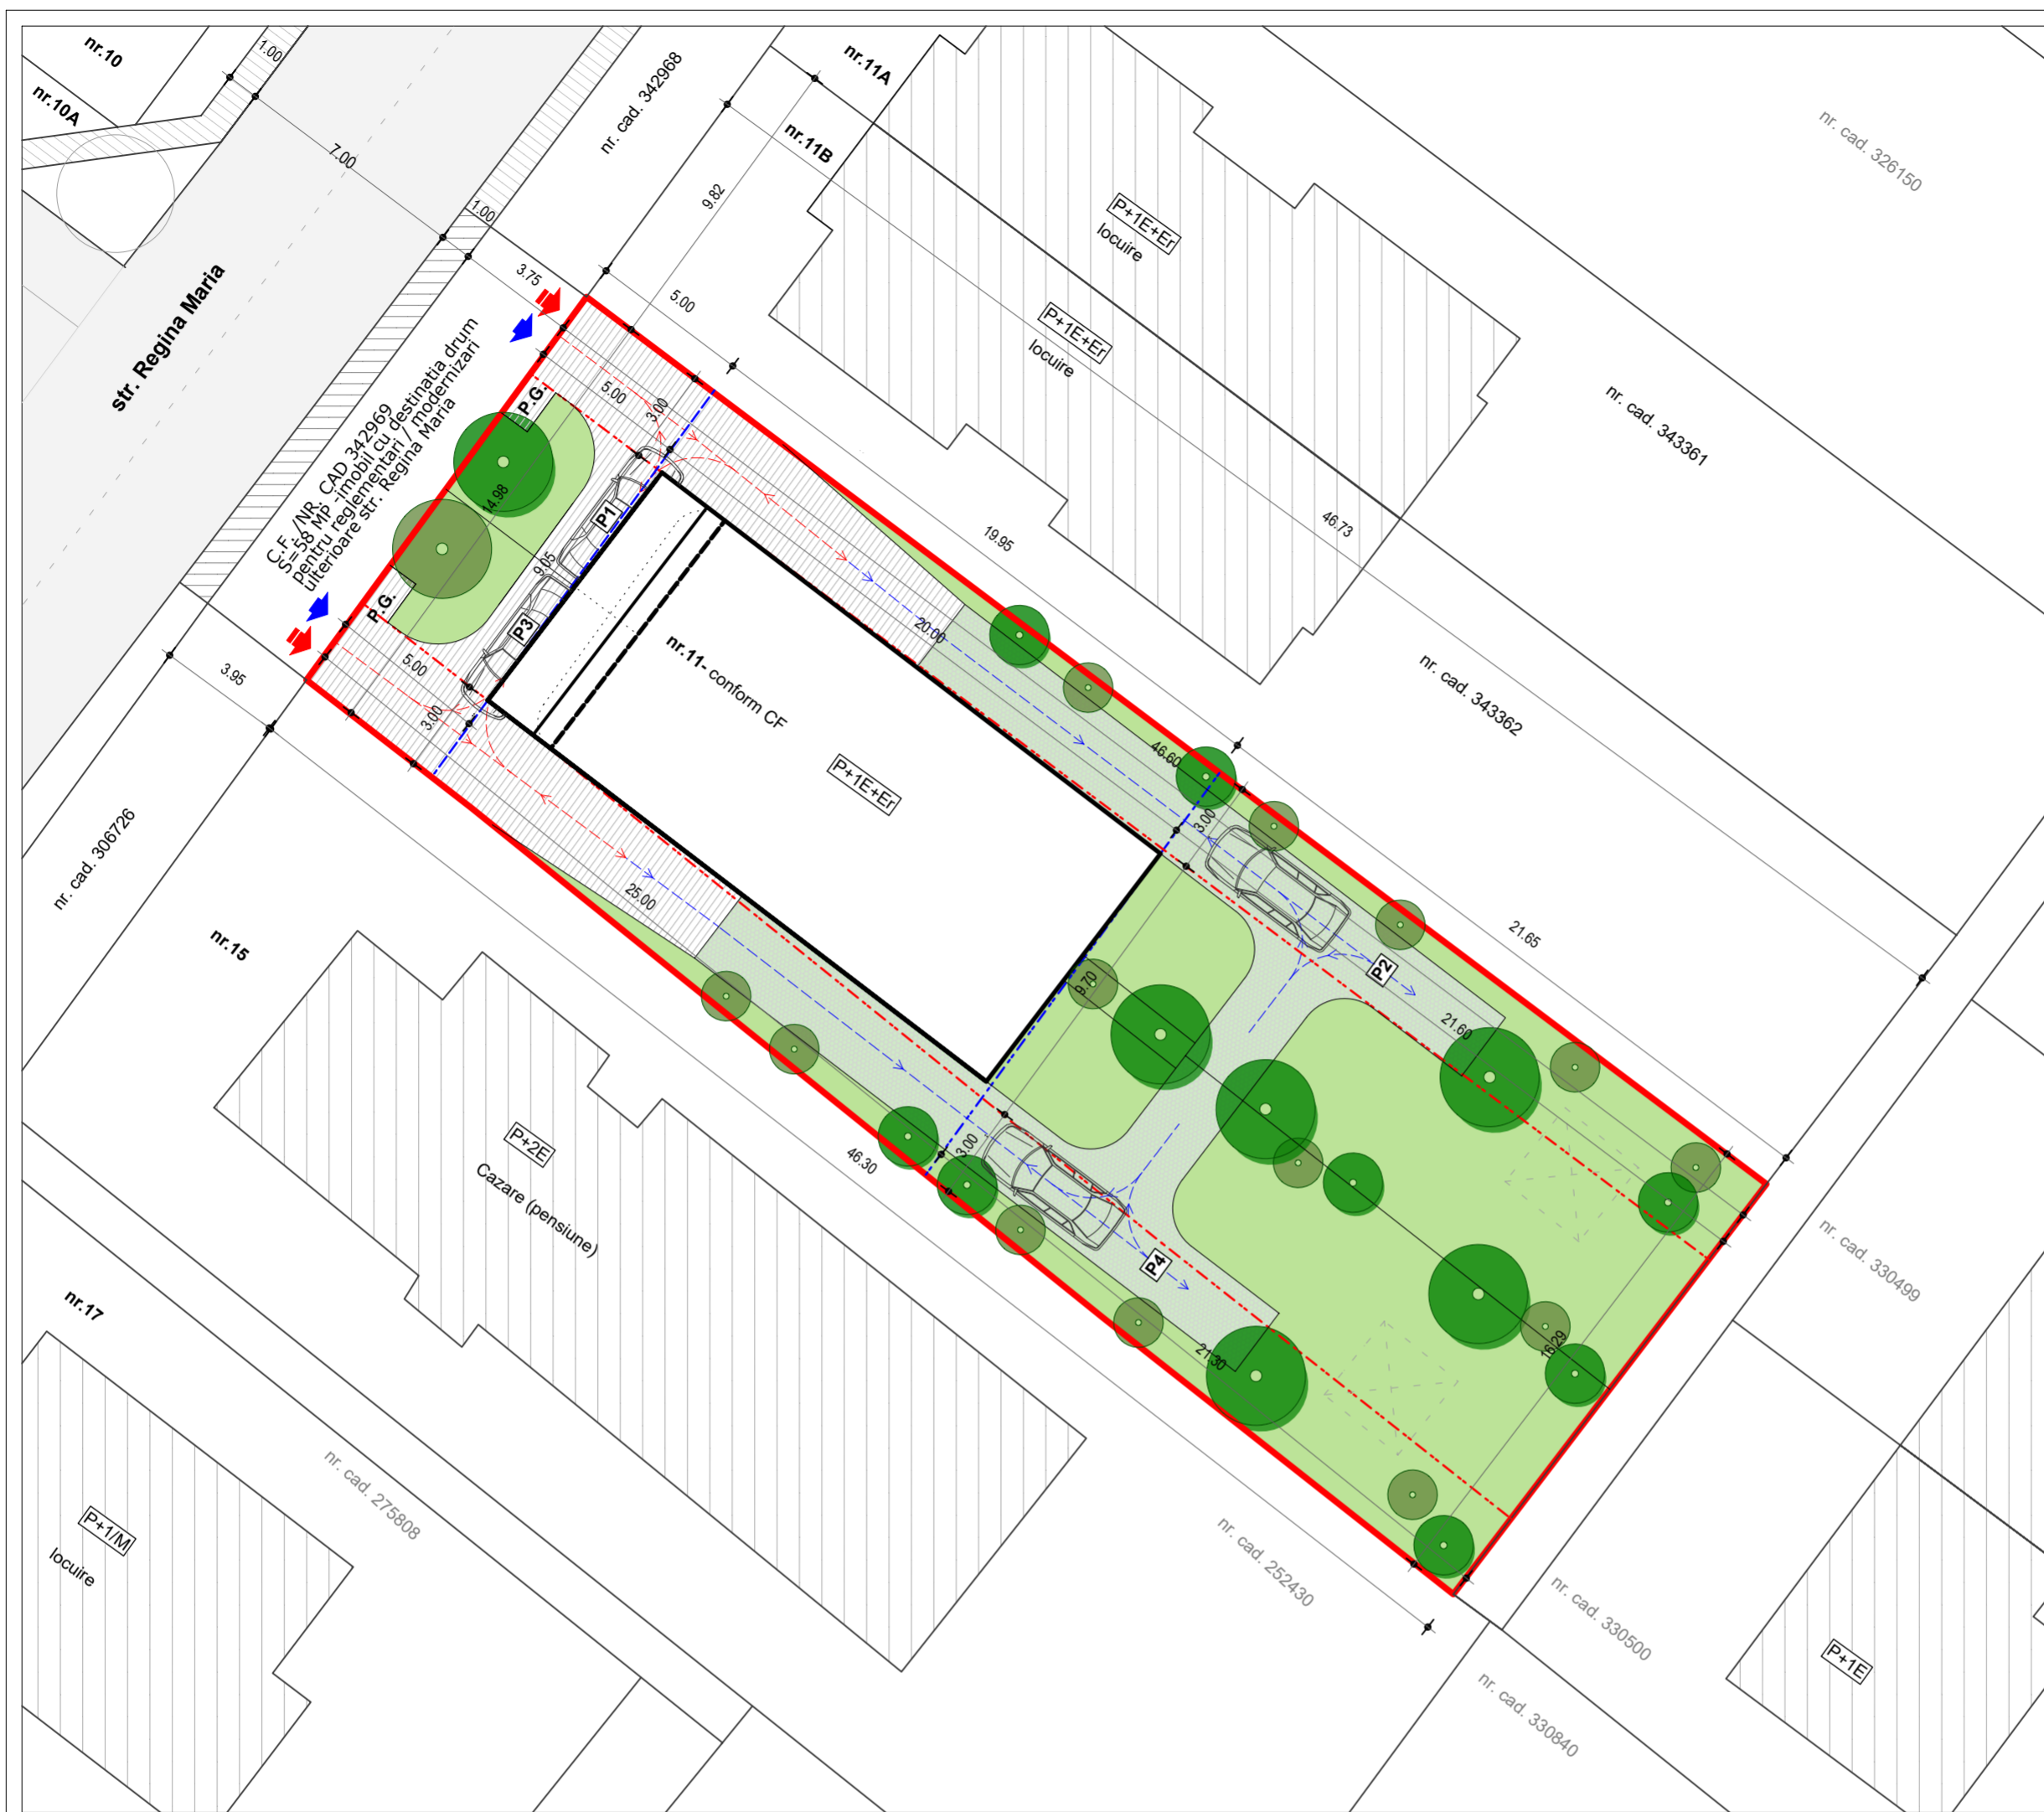 nr.10
1.00
nr.10A
7.00
nr. cad. 342968
nr.11A
nr.11B
9.82
nr. cad. 326150
P+1E+Er
locuire
P+1E+Er
locuire
1.00
3.75
5.00
str. Regina Maria
C.F. /NR. CAD 342969
S=58 MP -imobil cu destinatia drum
pentru reglementari / modernizari
ulterioare str. Regina Maria
P.G.
5.00
3.00
14.98
9.05
P1
P3
P.G.
5.00
3.00
3.95
nr. cad. 343361
46.73
19.95
20.00
nr.11- conform CF
P+1E+Er
nr. cad. 343362
46.60
3.00
nr. cad. 306726
25.00
nr.15
21.65
P2
9.70
21.60
P+2E
Cazare (pensiune)
46.30
3.00
P4
21.30
16.29
nr. cad. 330499
nr.17
nr. cad. 275808
P+1/M
locuire
nr. cad. 252430
nr. cad. 330500
P+1E
nr. cad. 330840